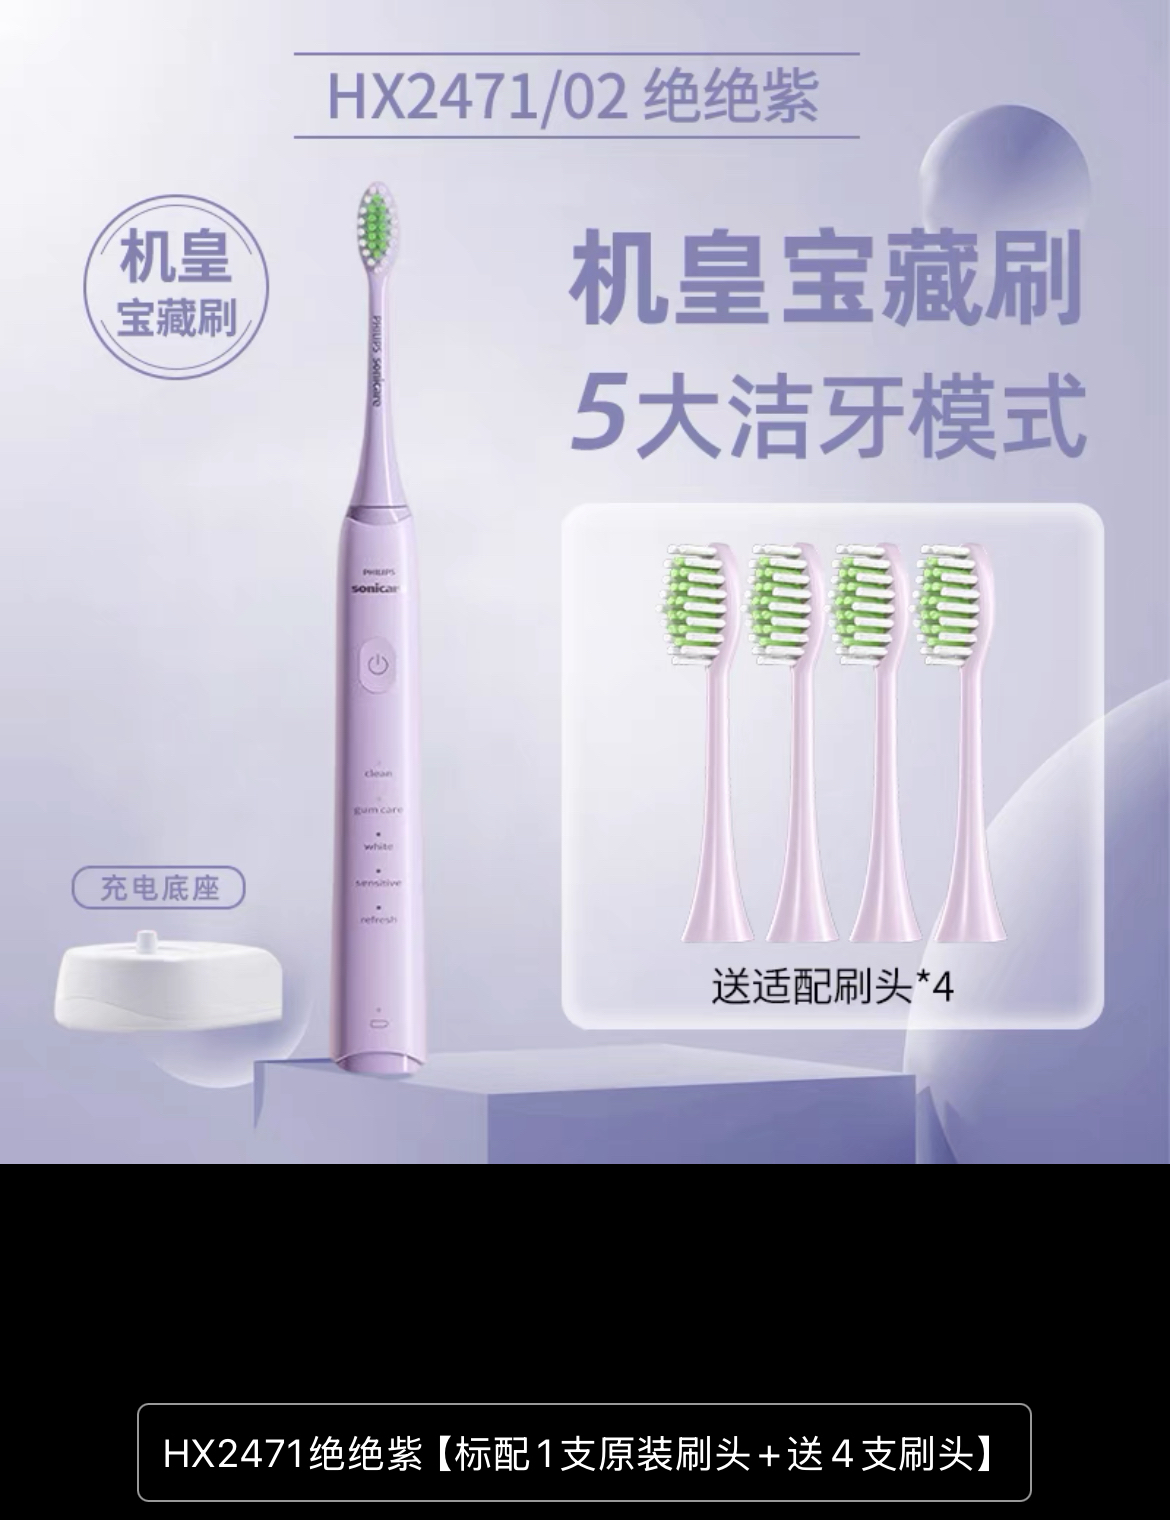 HX2471/02 绝绝紫
机皇
宝藏刷
机皇宝藏刷
5大洁牙模式
PHILIPS sonicare
PHILIPS
sonicar
clean
gum care
white
sensitive
refresh
充电底座
送适配刷头*4
HX2471绝绝紫【标配1支原装刷头+送4支刷头】